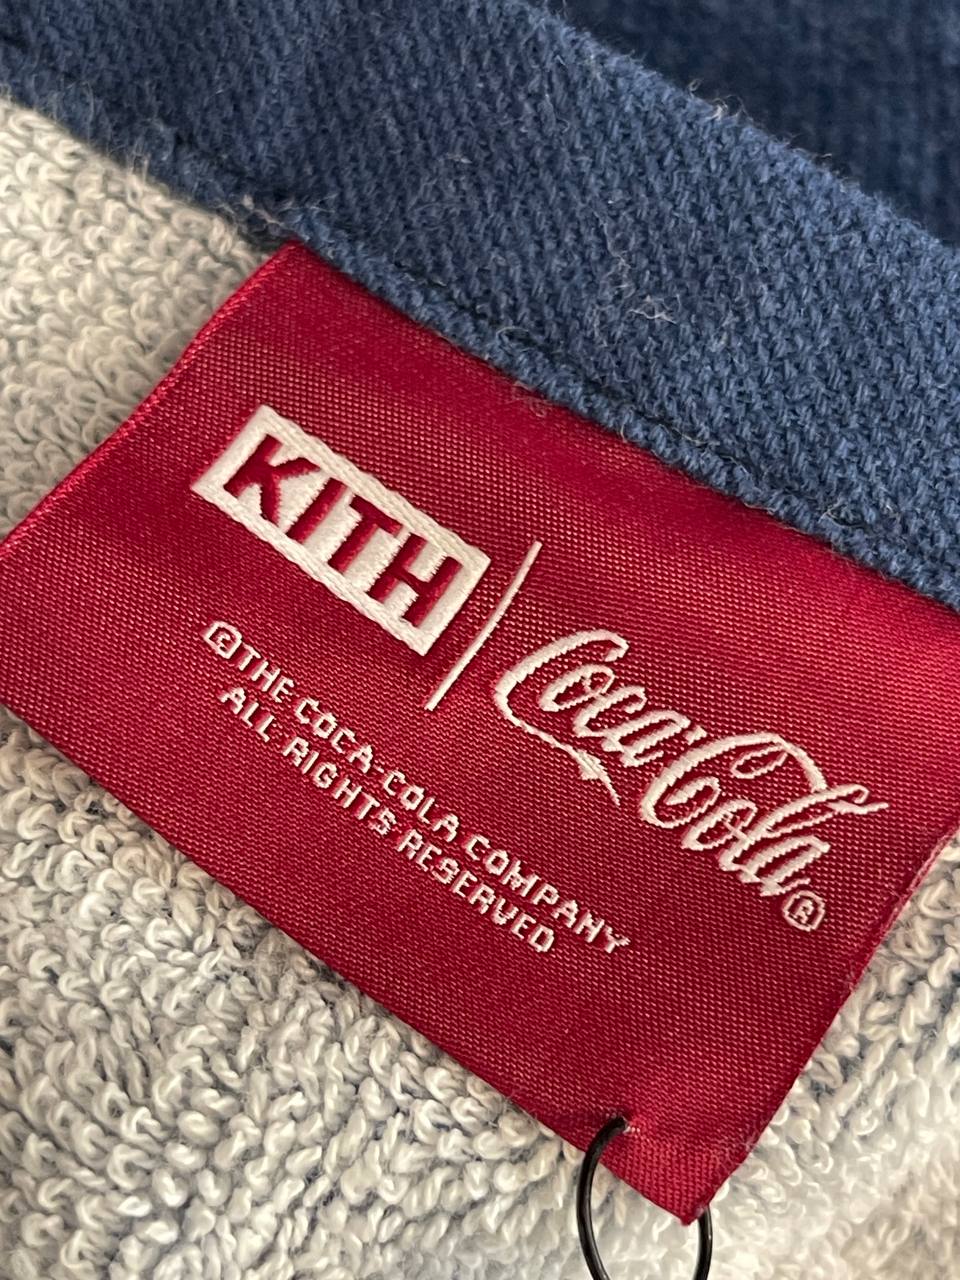 KITH | Coca-Cola®
©THE COCA-COLA COMPANY
ALL RIGHTS RESERVED